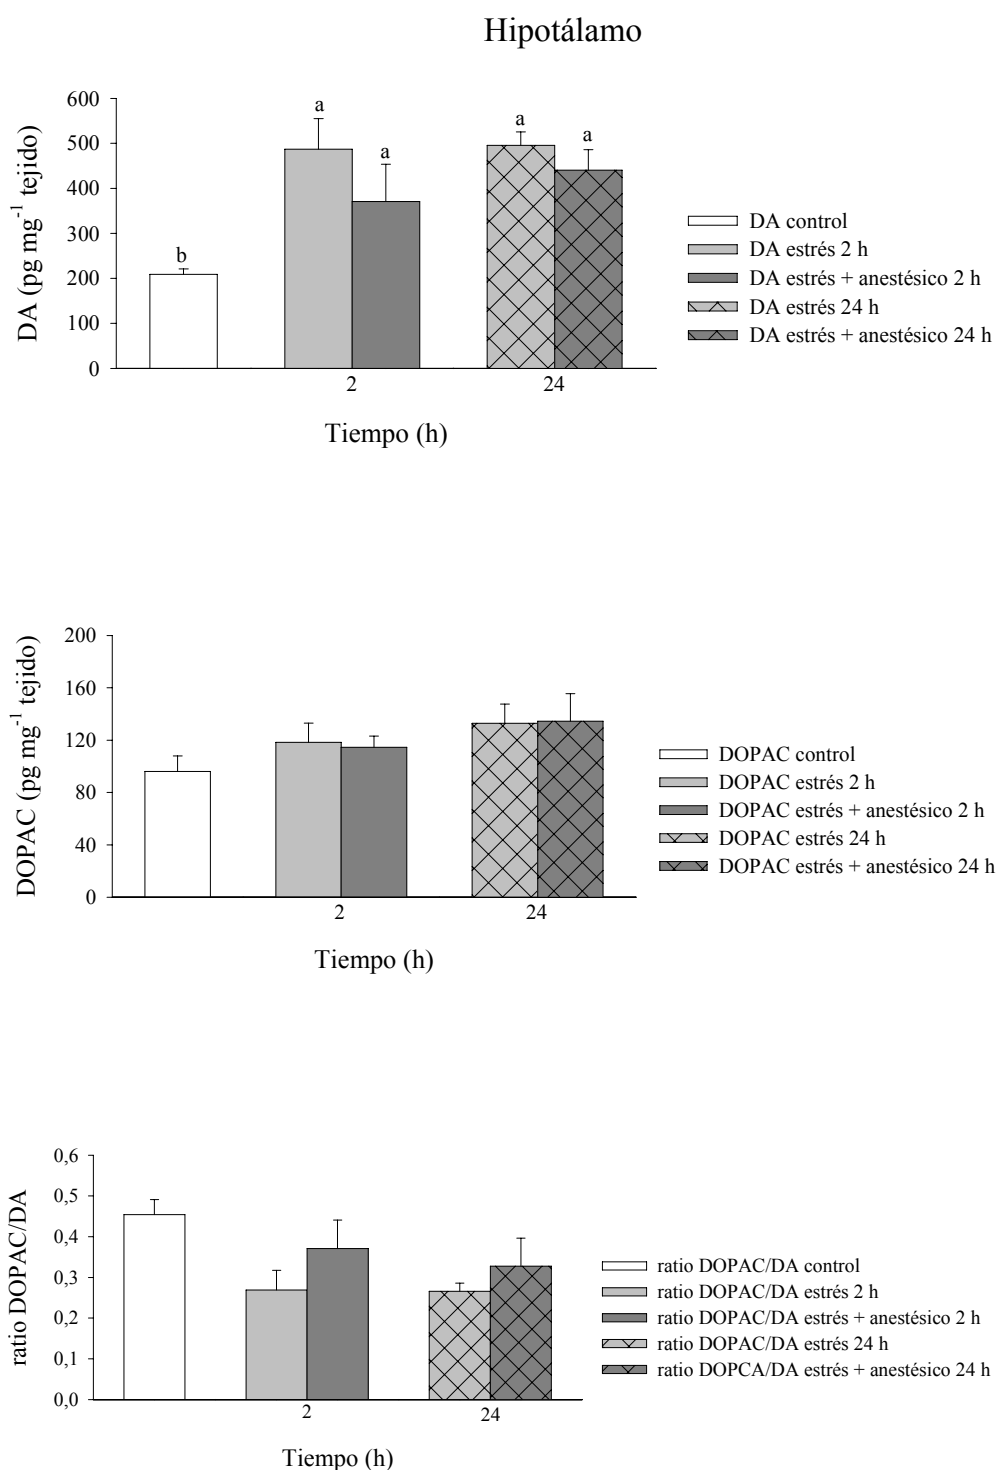 Hipotálamo
DA (pg mg⁻¹ tejido)
600
500
400
300
200
100
0
b
a
a
a
a
2
24
Tiempo (h)
DA control
DA estrés 2 h
DA estrés + anestésico 2 h
DA estrés 24 h
DA estrés + anestésico 24 h
DOPAC (pg mg⁻¹ tejido)
200
160
120
80
40
0
2
24
Tiempo (h)
DOPAC control
DOPAC estrés 2 h
DOPAC estrés + anestésico 2 h
DOPAC estrés 24 h
DOPAC estrés + anestésico 24 h
ratio DOPAC/DA
0,6
0,5
0,4
0,3
0,2
0,1
0,0
2
24
Tiempo (h)
ratio DOPAC/DA control
ratio DOPAC/DA estrés 2 h
ratio DOPAC/DA estrés + anestésico 2 h
ratio DOPAC/DA estrés 24 h
ratio DOPCA/DA estrés + anestésico 24 h